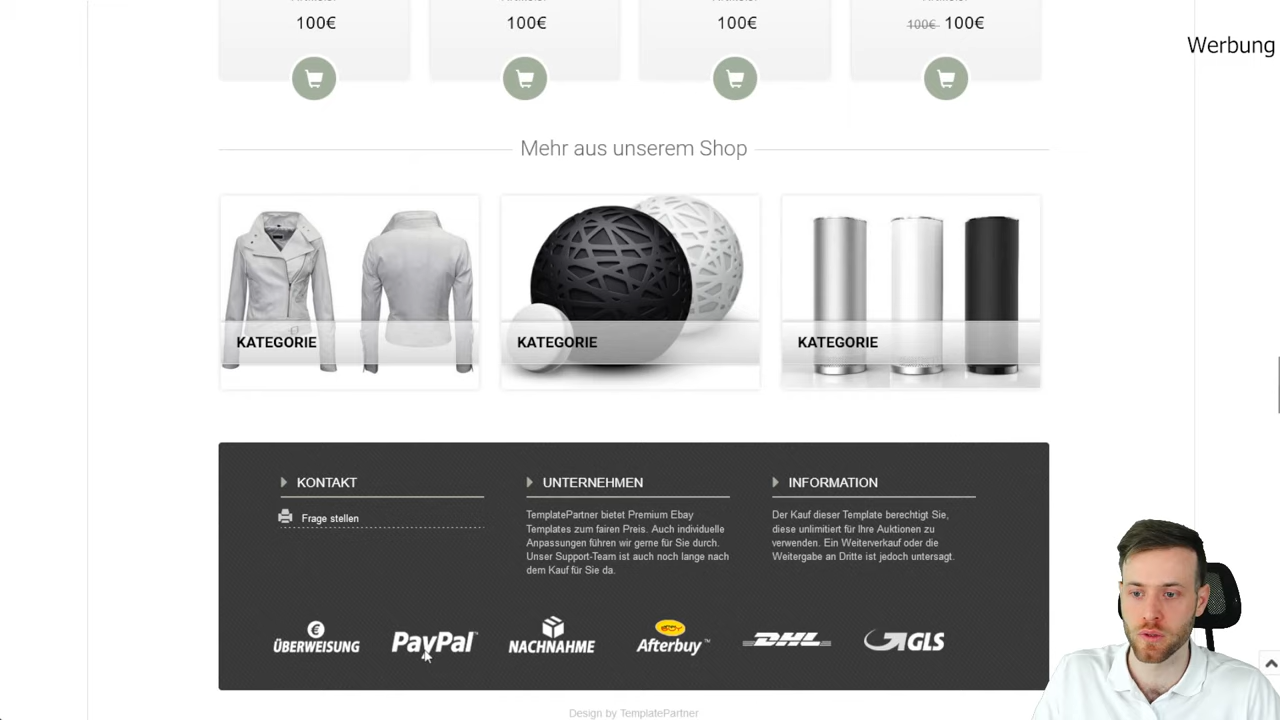 100€
100€
100€
100€ 100€
Werbung
Mehr aus unserem Shop
KATEGORIE
KATEGORIE
KATEGORIE
KONTAKT
Frage stellen
UNTERNEHMEN
TemplatePartner bietet Premium Ebay
Templates zum fairen Preis. Auch individuelle
Anpassungen führen wir gerne für Sie durch.
Unser Support-Team ist auch noch lange nach
dem Kauf für Sie da.
INFORMATION
Der Kauf dieser Template berechtigt Sie,
diese unlimitiert für Ihre Auktionen zu
verwenden. Ein Weiterverkauf oder die
Weitergabe an Dritte ist jedoch untersagt.
ÜBERWEISUNG
PayPal™
NACHNAHME
Afterbuy™
DHL
GLS
Design by TemplatePartner